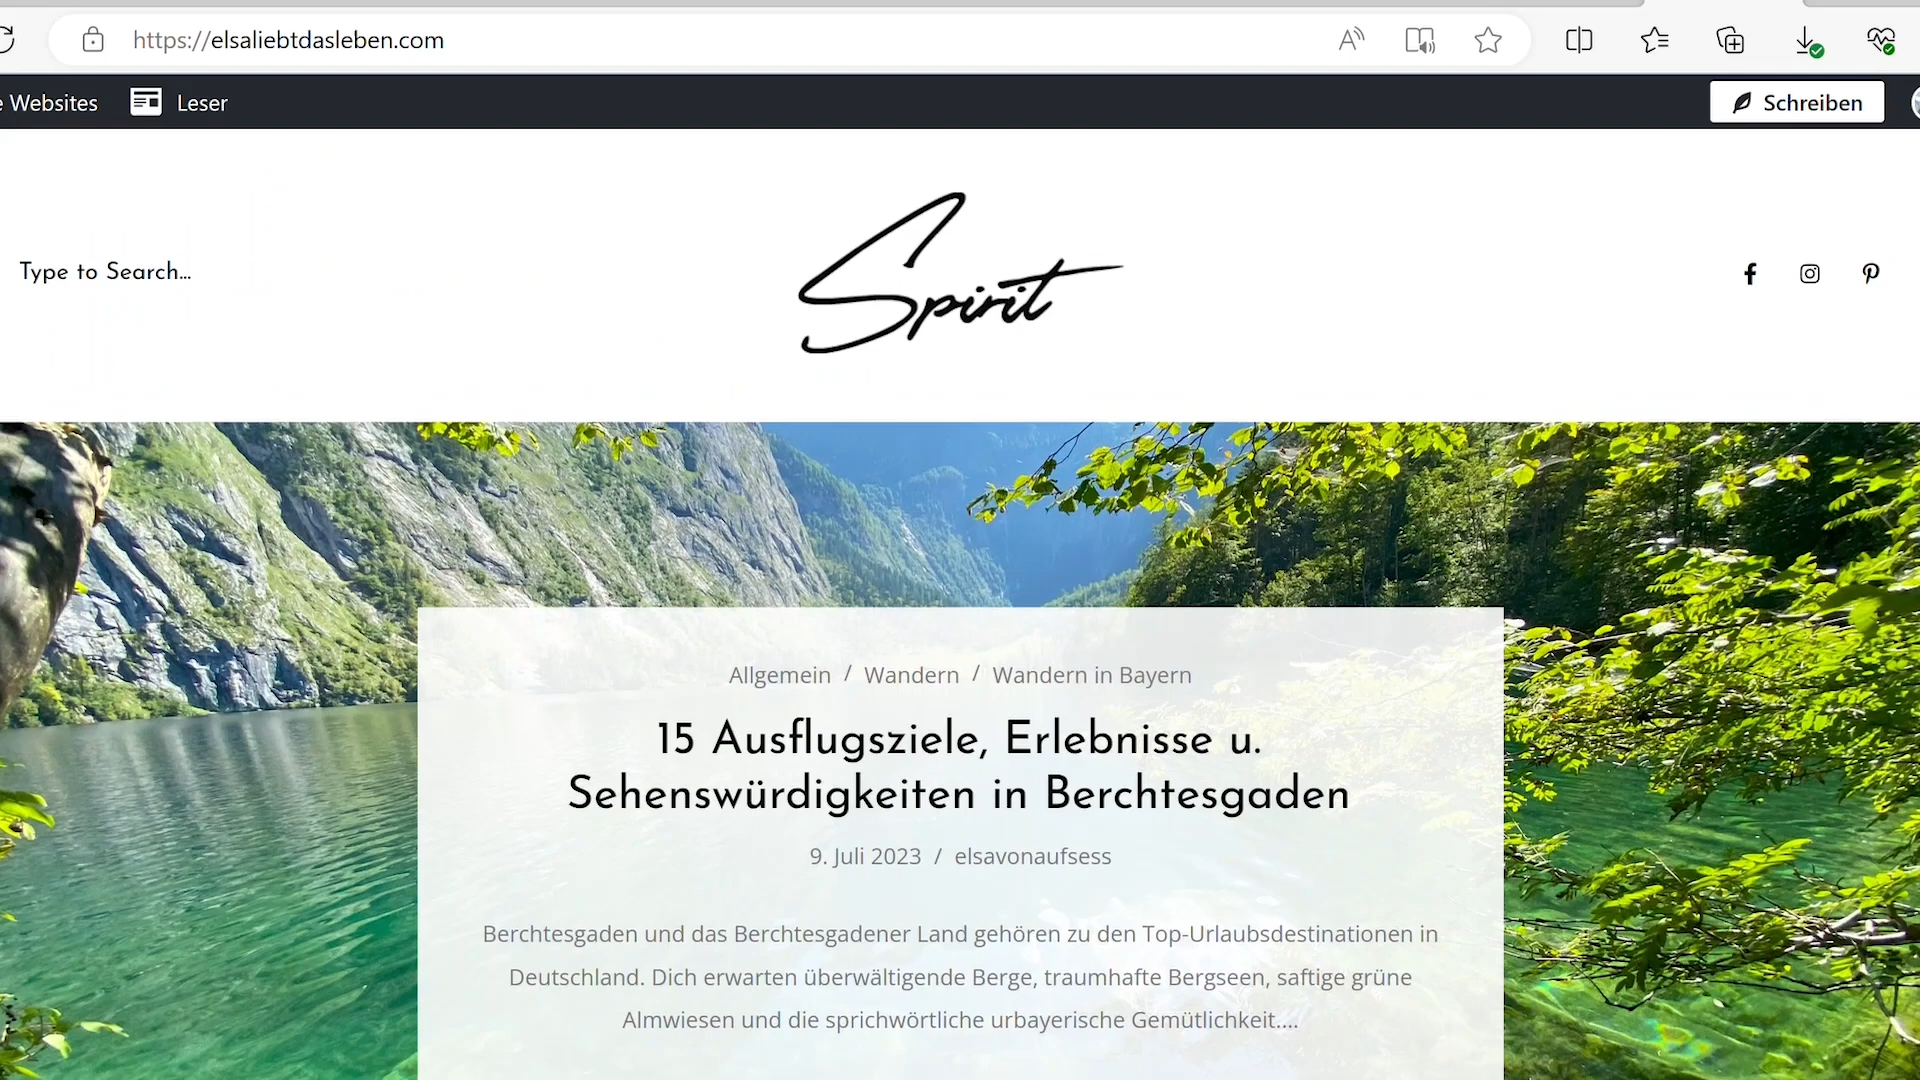 https://elsaliebtdasleben.com
Websites
Leser
Schreiben
Type to Search...
Spirit
Allgemein / Wandern / Wandern in Bayern
15 Ausflugsziele, Erlebnisse u.
Sehenswürdigkeiten in Berchtesgaden
9. Juli 2023 / elsavonaufsess
Berchtesgaden und das Berchtesgadener Land gehören zu den Top-Urlaubsdestinationen in
Deutschland. Dich erwarten überwältigende Berge, traumhafte Bergseen, saftige grüne
Almwiesen und die sprichwörtliche urbayerische Gemütlichkeit....